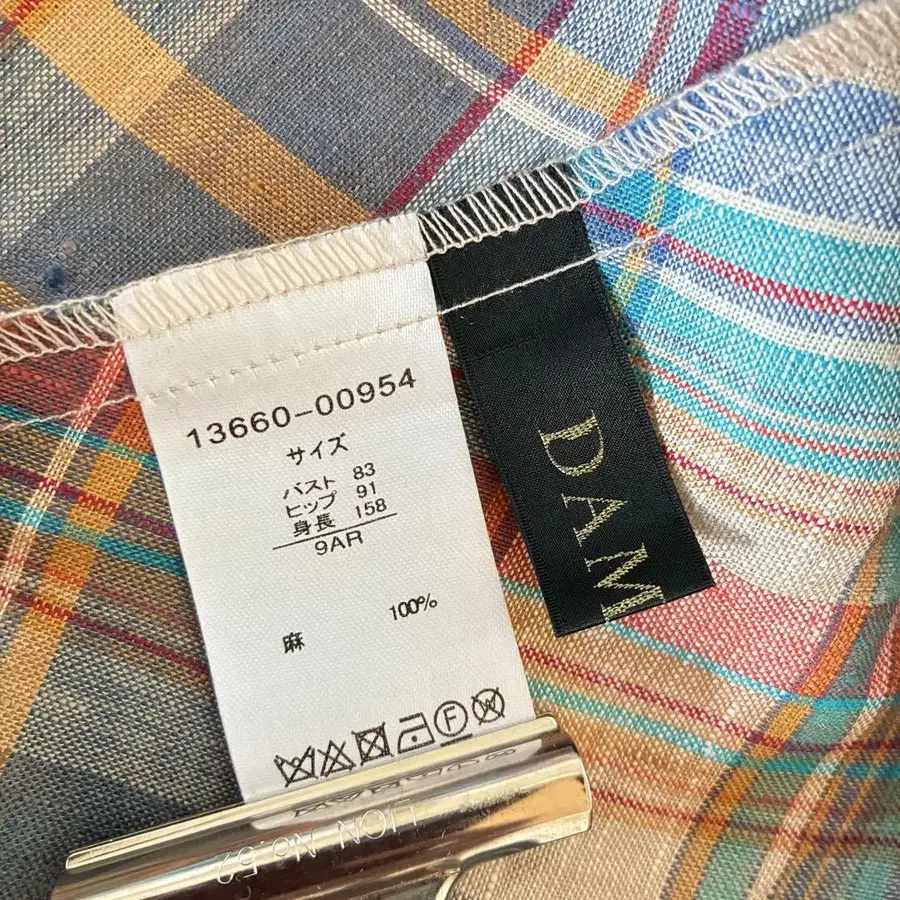 13660-00954
サイズ
バスト 83
ヒップ 91
身長 158
9AR
麻 100%
F
W
DAM
LION No.52